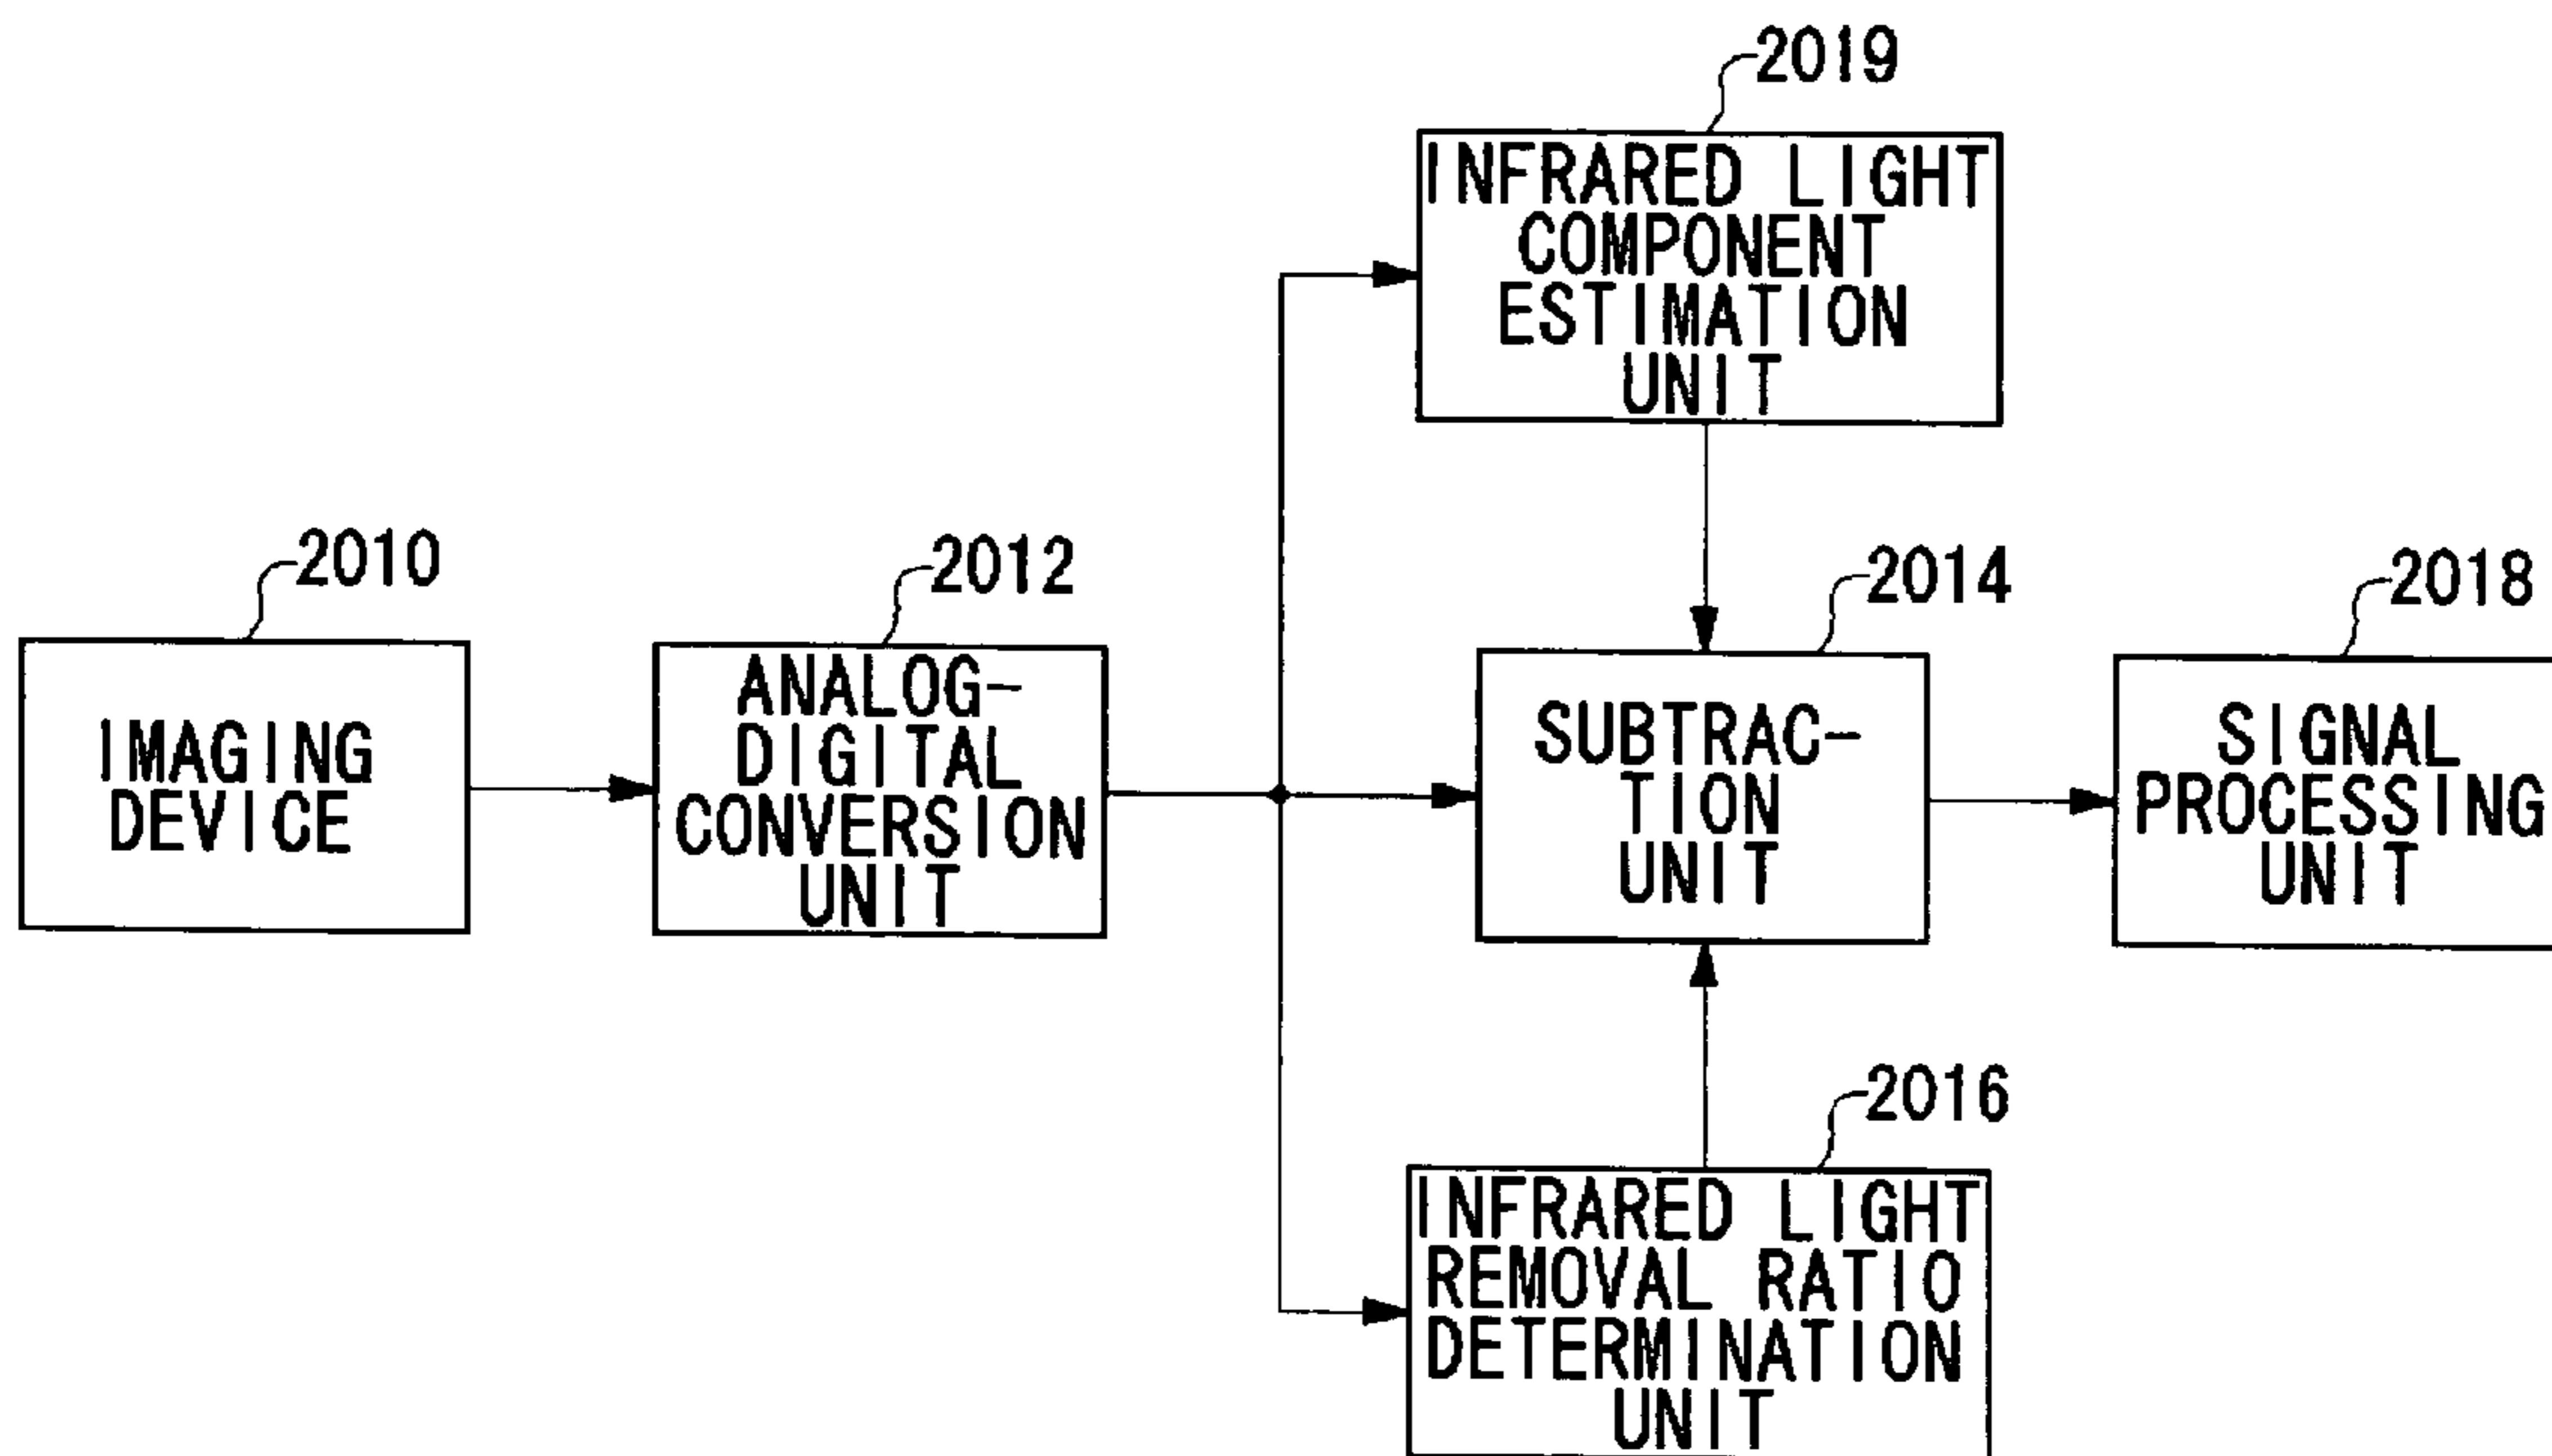 2019
INFRARED LIGHT
COMPONENT
ESTIMATION
UNIT
2010
IMAGING
DEVICE
2012
ANALOG-
DIGITAL
CONVERSION
UNIT
2014
SUBTRAC-
TION
UNIT
2018
SIGNAL
PROCESSING
UNIT
2016
INFRARED LIGHT
REMOVAL RATIO
DETERMINATION
UNIT